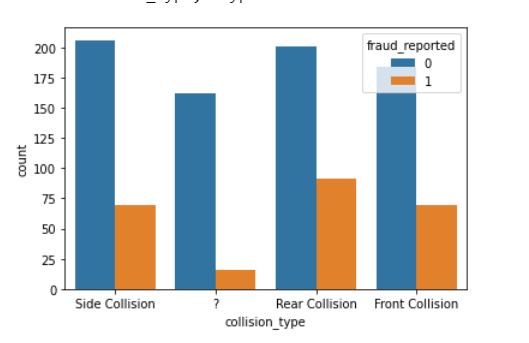 fraud_reported
0
1
200
175
150
125
100
75
50
25
0
count
Side Collision
?
Rear Collision
Front Collision
collision_type